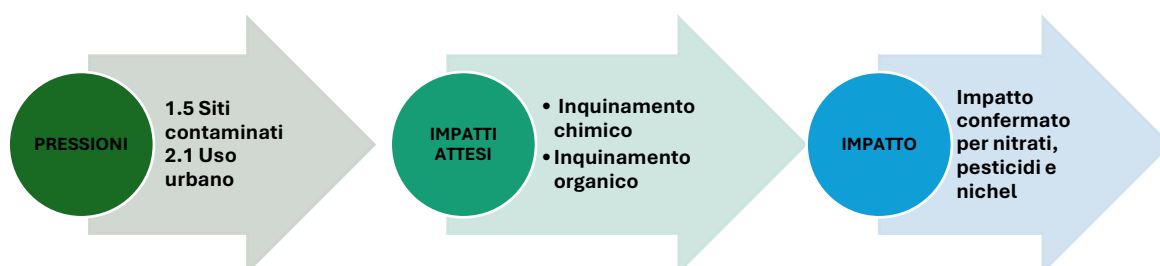 PRESSIONI
1.5 Siti
contaminati
2.1 Uso
urbano
IMPATTI
ATTESI
• Inquinamento
chimico
• Inquinamento
organico
IMPATTO
Impatto
confermato
per nitrati,
pesticidi e
nichel